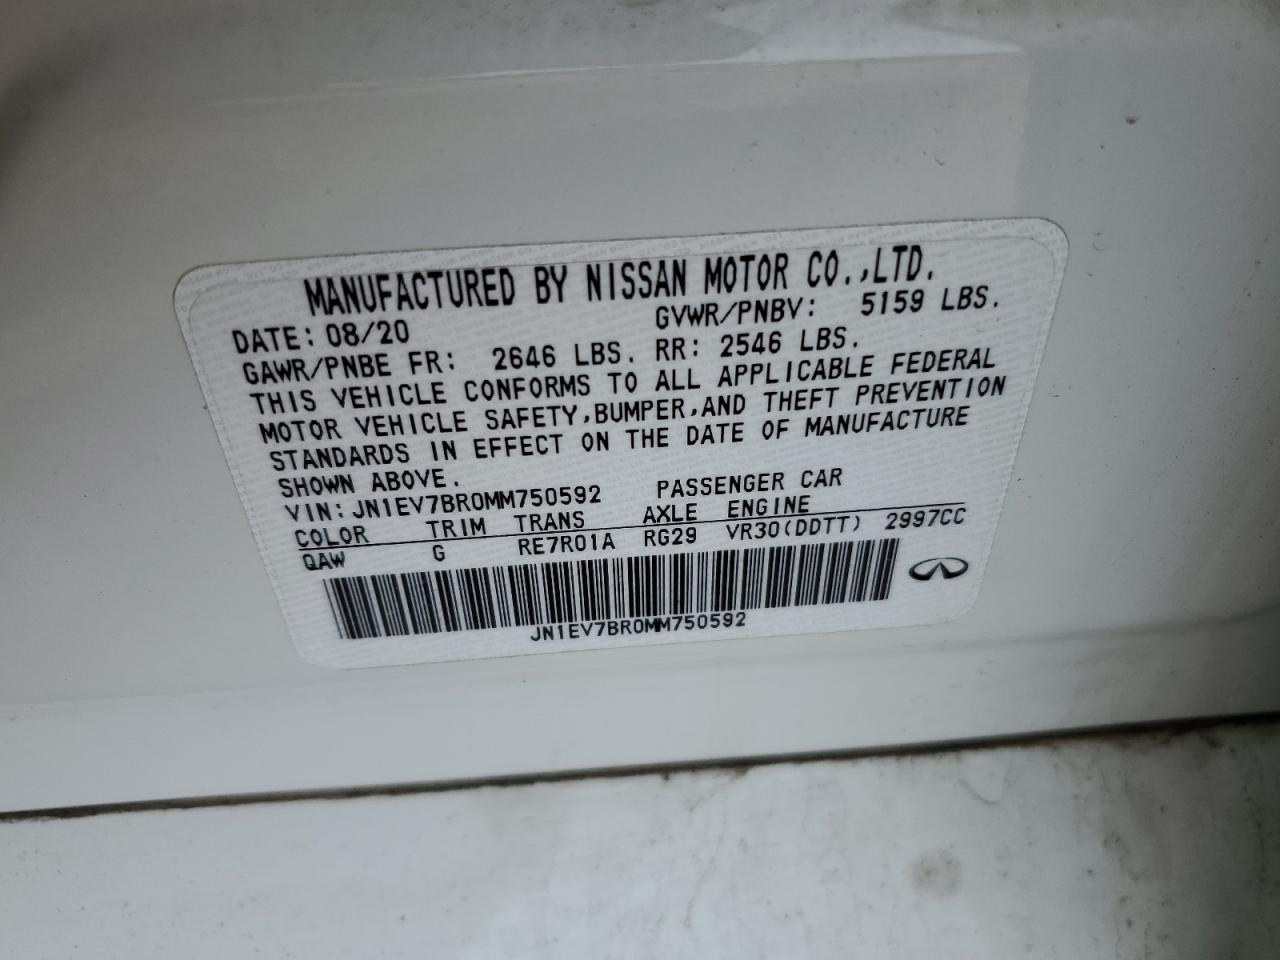 MANUFACTURED BY NISSAN MOTOR CO.,LTD.
DATE: 08/20 GVWR/PNBV: 5159 LBS.
GAWR/PNBE FR: 2646 LBS. RR: 2546 LBS.
THIS VEHICLE CONFORMS TO ALL APPLICABLE FEDERAL
MOTOR VEHICLE SAFETY,BUMPER,AND THEFT PREVENTION
STANDARDS IN EFFECT ON THE DATE OF MANUFACTURE
SHOWN ABOVE.
VIN: JN1EV7BR0MM750592 PASSENGER CAR
COLOR TRIM TRANS AXLE ENGINE
QAW G RE7R01A RG29 VR30(DDTT) 2997CC
JN1EV7BR0MM750592